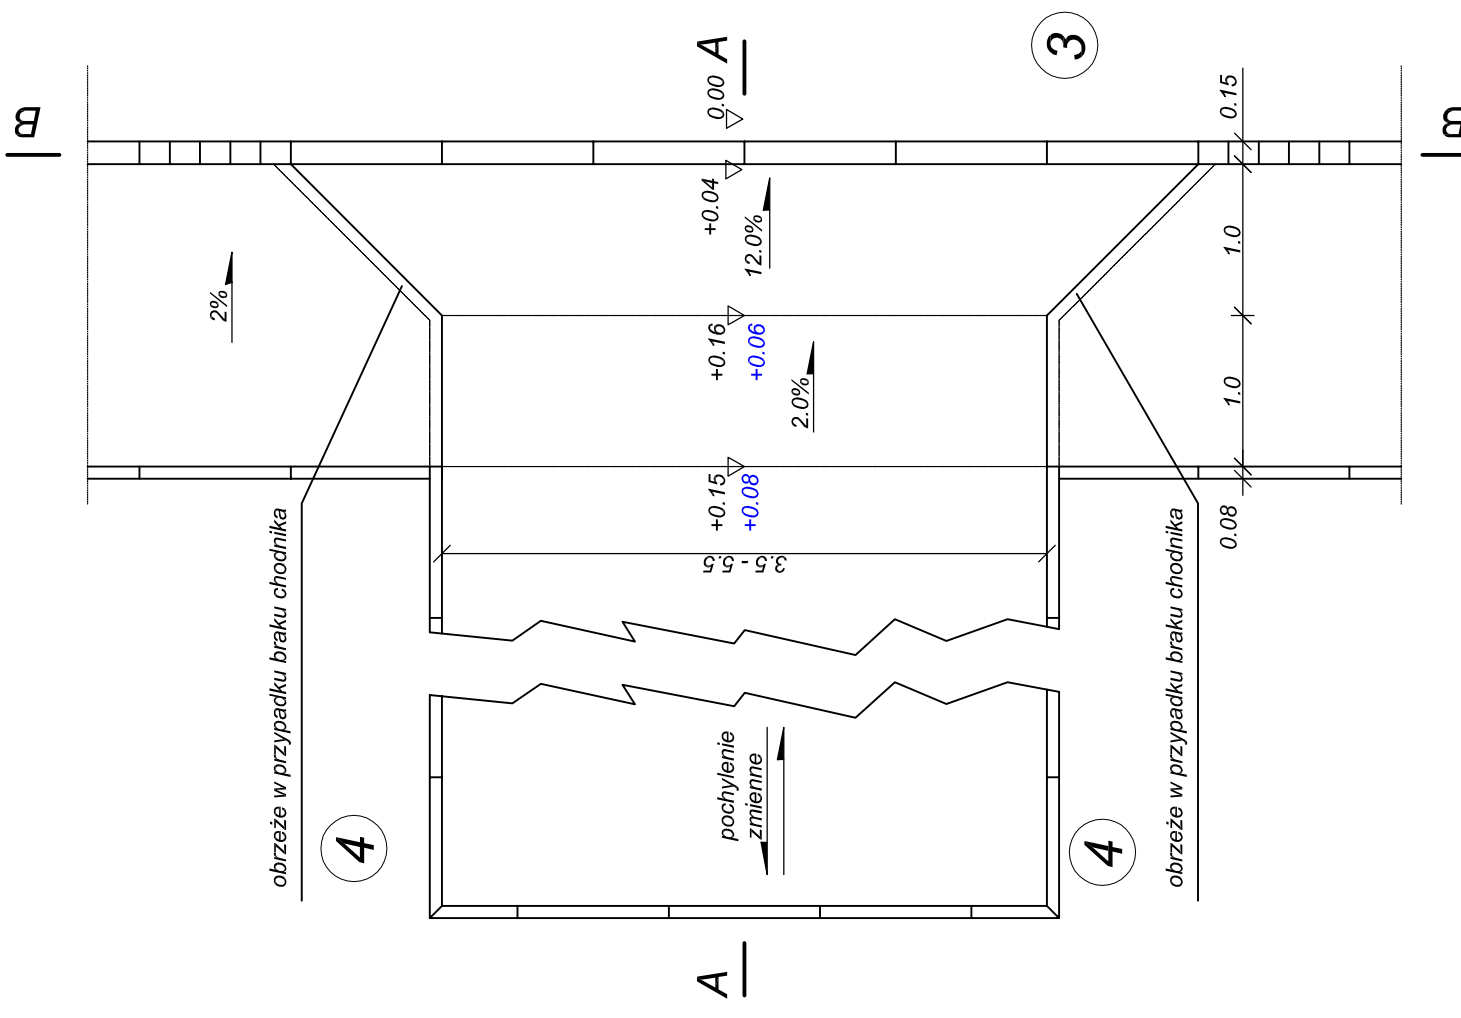 B
A
3
0.00
0.15
B
+0.04
12.0%
2%
1.0
+0.16
+0.06
2.0%
1.0
+0.15
+0.08
0.08
3.5 - 5.5
obrzeże w przypadku braku chodnika
obrzeże w przypadku braku chodnika
pochylenie
zmienne
4
4
A